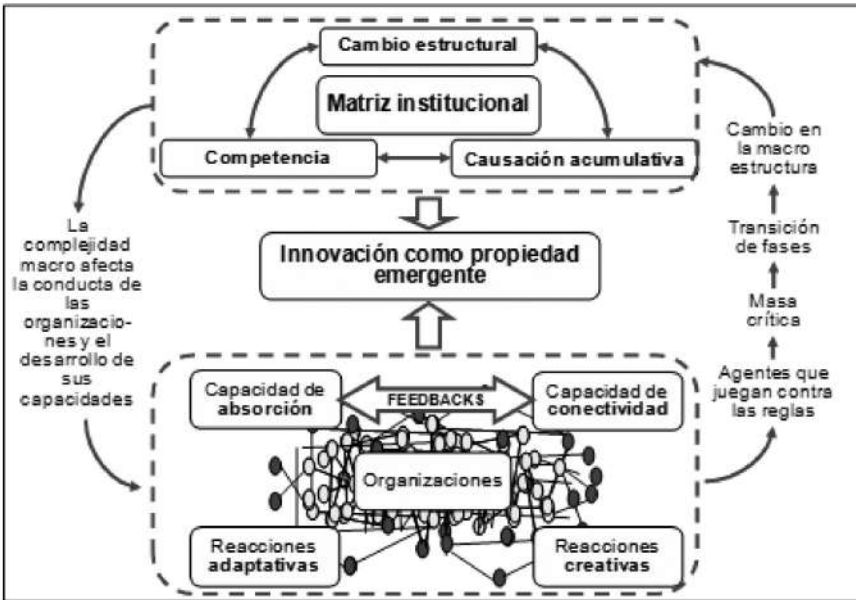 Cambio estructural
Matriz institucional
Competencia
Causación acumulativa
La
complejidad
macro afecta
la conducta de
las
organizacio-
nes y el
desarrollo de
sus
capacidades
Innovación como propiedad
emergente
Cambio en
la macro
estructura
Transición
de fases
Masa
crítica
Agentes que
juegan contra
las reglas
Capacidad de
absorción
FEEDBACKS
Capacidad de
conectividad
Organizaciones
Reacciones
adaptativas
Reacciones
creativas